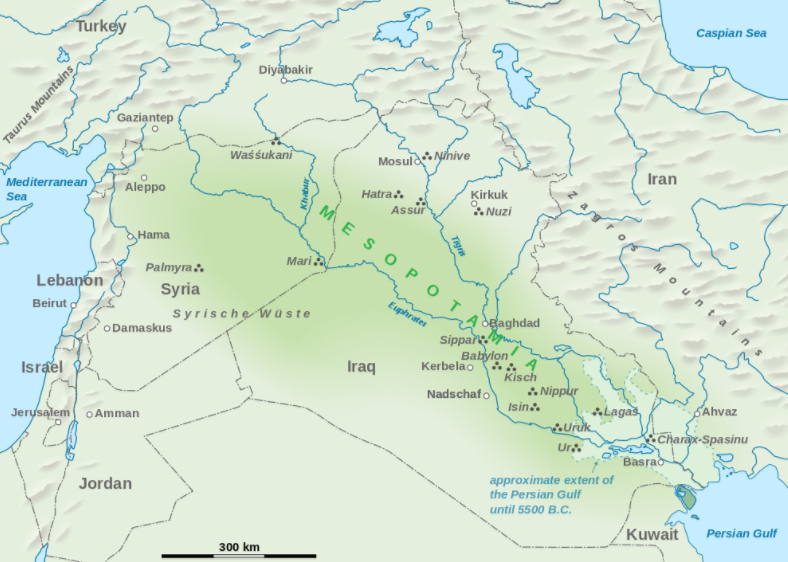 Turkey
Caspian Sea
Diyabakir
Taurus Mountains
Gaziantep
Waššukani
Mosul
Ninive
Mediterranean
Sea
Aleppo
Khabur
Hatra
Assur
Kirkuk
Nuzi
Iran
Zagros Mountains
MESOPOTAMIA
Hama
Tigris
Palmyra
Mari
Lebanon
Syria
Beirut
Syrische Wüste
Euphrates
Baghdad
Damaskus
Sippar
Babylon
Israel
Iraq
Kerbela
Kisch
Nadschaf
Nippur
Isin
Lagas
Jerusalem
Amman
Ahvaz
Uruk
Charax-Spasinu
Ur
Basra
Jordan
approximate extent of
the Persian Gulf
until 5500 B.C.
Kuwait
Persian Gulf
300 km